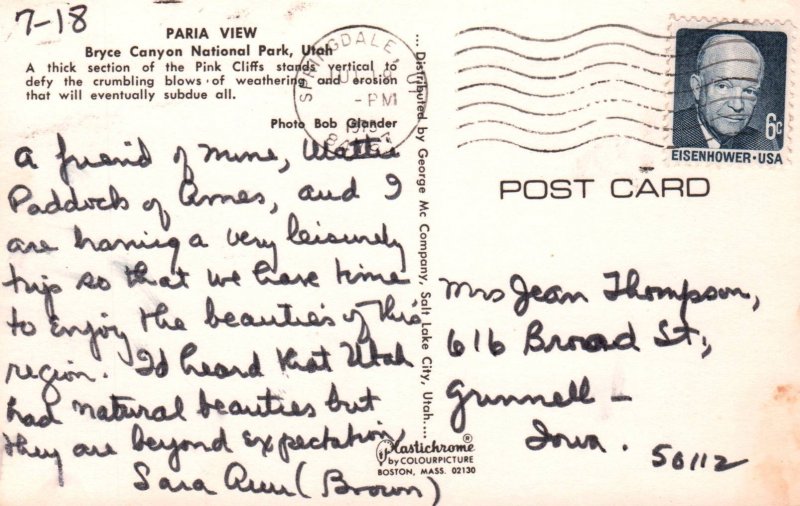 7-18
PARIA VIEW
Bryce Canyon National Park, Utah
A thick section of the Pink Cliffs stands vertical to
defy the crumbling blows of weathering and erosion
that will eventually subdue all.
Photo Bob Glander
A friend of mine, Mattie
Paddock of Ames, and I
are having a very leisurely
trip so that we have time
to enjoy the beauties of this
region. I'd heard that Utah
had natural beauties but
they are beyond expectation.
Sara Ann (Brown)
.... Distributed by George Mc Company, Salt Lake City, Utah....
SPRINGDALE
JUL
-PM
EISENHOWER·USA
6c
POST CARD
Mrs Jean Thompson,
616 Broad St.,
Grinnell -
Iowa. 50112
Plastichrome®
by COLOURPICTURE
BOSTON, MASS. 02130